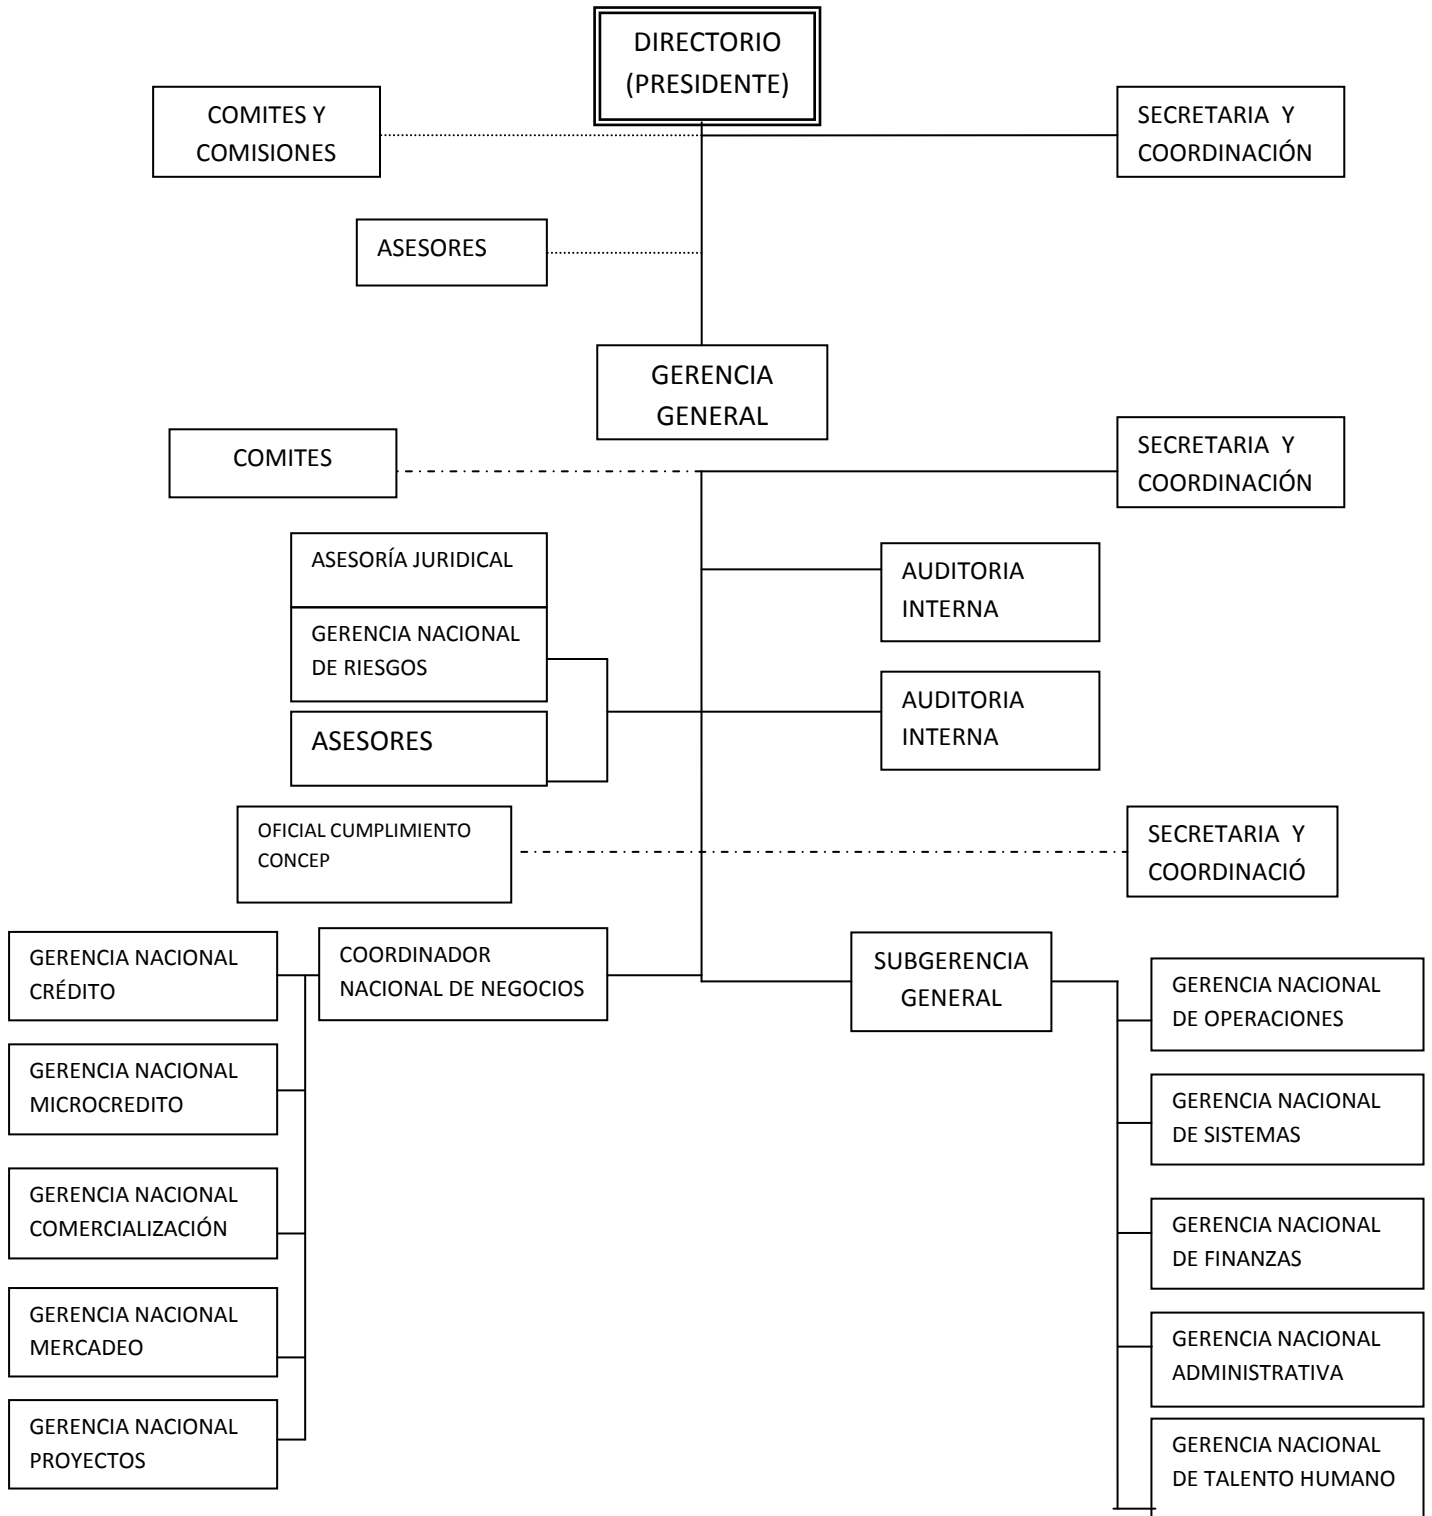 DIRECTORIO
(PRESIDENTE)
COMITES Y
COMISIONES
SECRETARIA Y
COORDINACIÓN
ASESORES
GERENCIA
GENERAL
COMITES
SECRETARIA Y
COORDINACIÓN
ASESORÍA JURIDICAL
AUDITORIA
INTERNA
GERENCIA NACIONAL
DE RIESGOS
ASESORES
AUDITORIA
INTERNA
OFICIAL CUMPLIMIENTO
CONCEP
SECRETARIA Y
COORDINACIÓ
GERENCIA NACIONAL
CRÉDITO
COORDINADOR
NACIONAL DE NEGOCIOS
SUBGERENCIA
GENERAL
GERENCIA NACIONAL
DE OPERACIONES
GERENCIA NACIONAL
MICROCREDITO
GERENCIA NACIONAL
DE SISTEMAS
GERENCIA NACIONAL
COMERCIALIZACIÓN
GERENCIA NACIONAL
DE FINANZAS
GERENCIA NACIONAL
MERCADEO
GERENCIA NACIONAL
ADMINISTRATIVA
GERENCIA NACIONAL
PROYECTOS
GERENCIA NACIONAL
DE TALENTO HUMANO